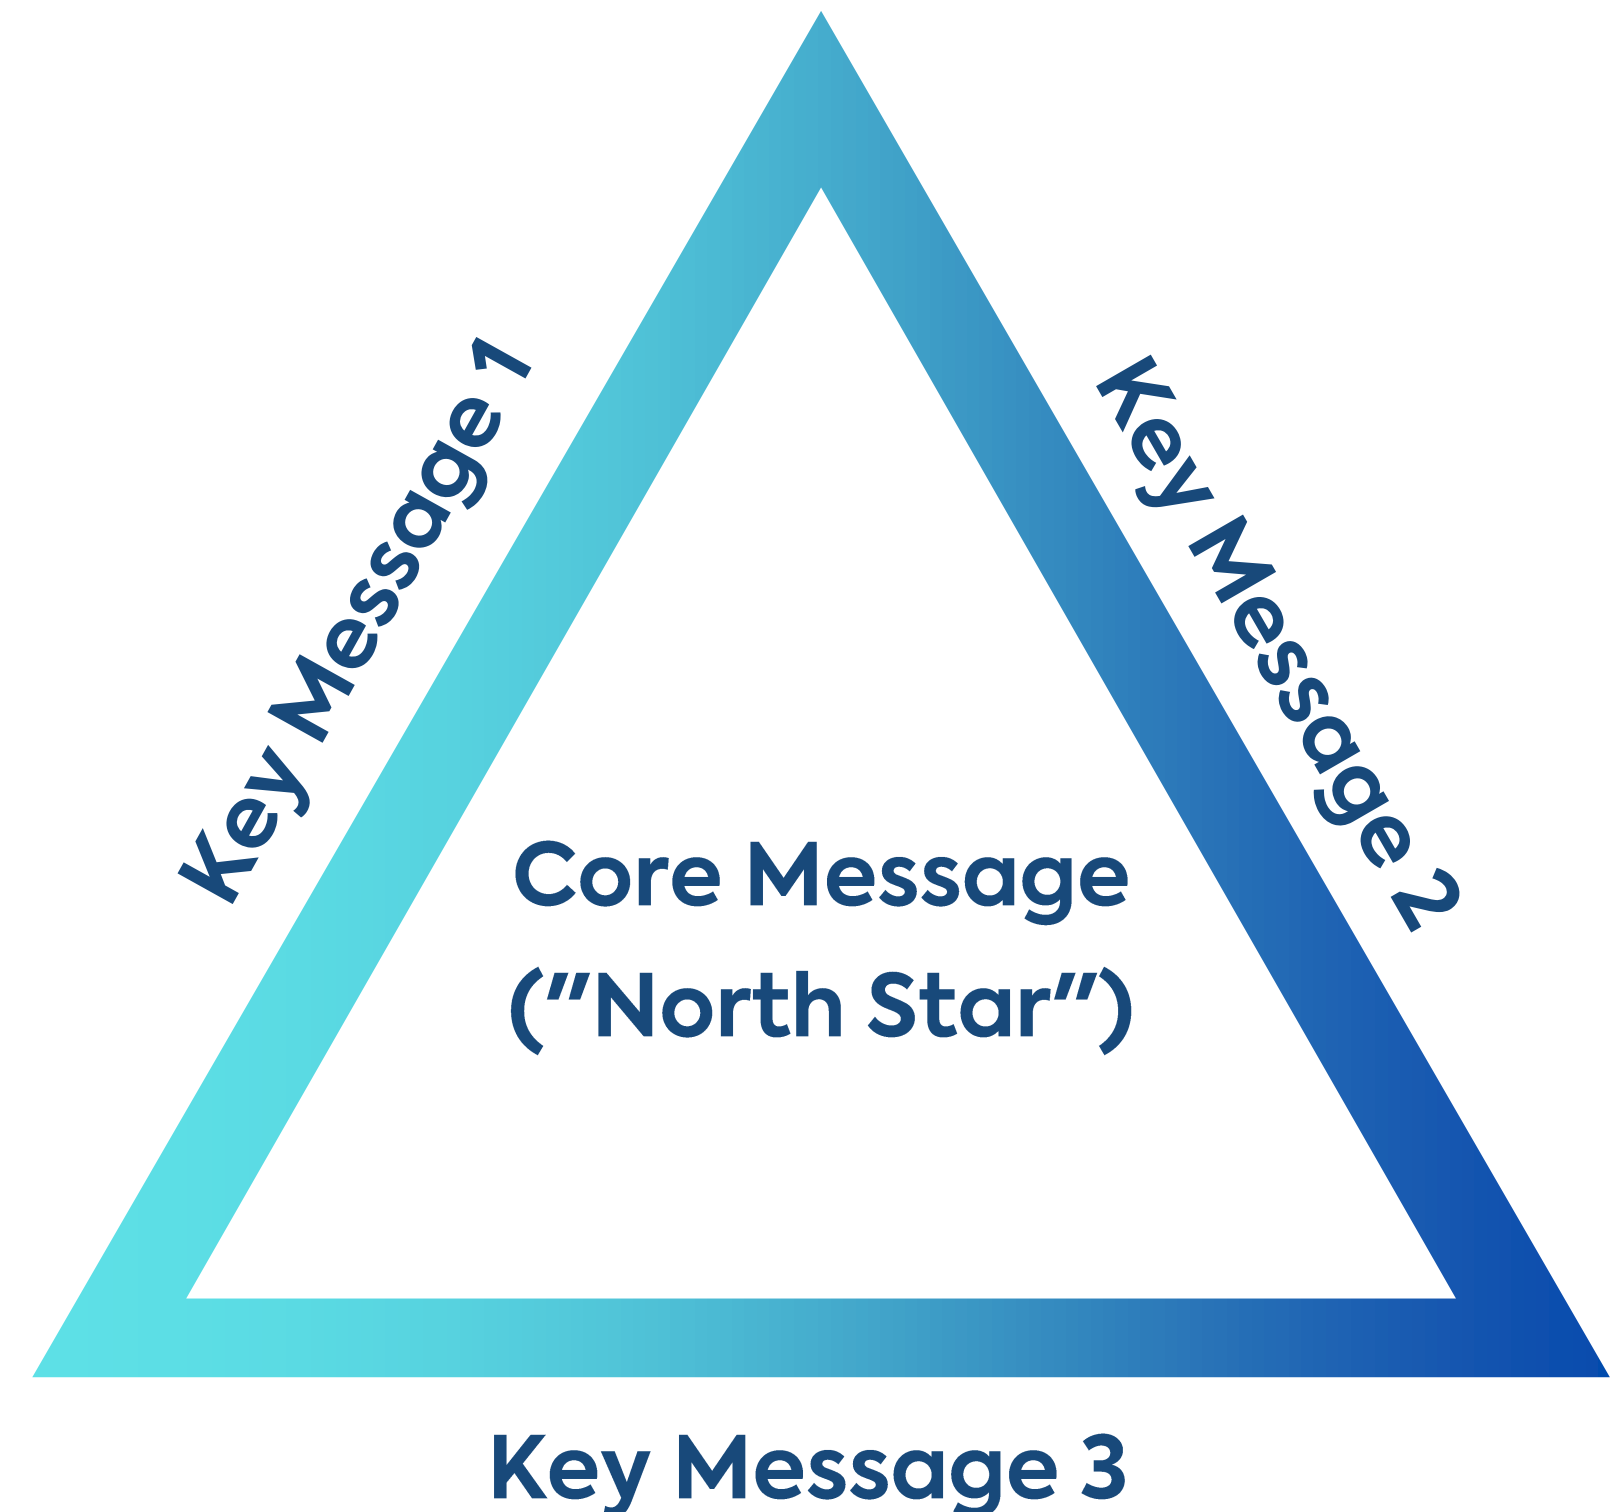 Key Message 1
Key Message 2
Core Message
("North Star")
Key Message 3